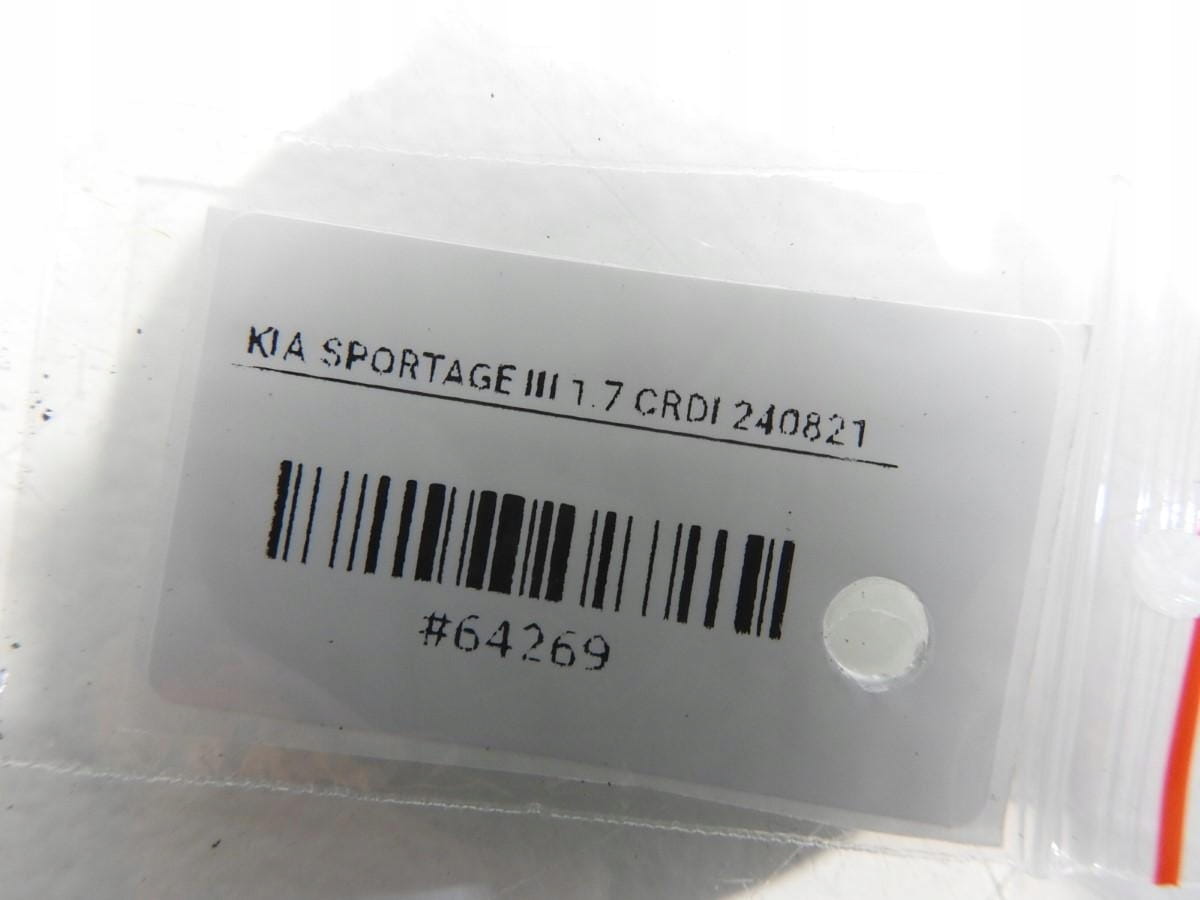 KIA SPORTAGE III 1.7 CRDI 240821
#64269